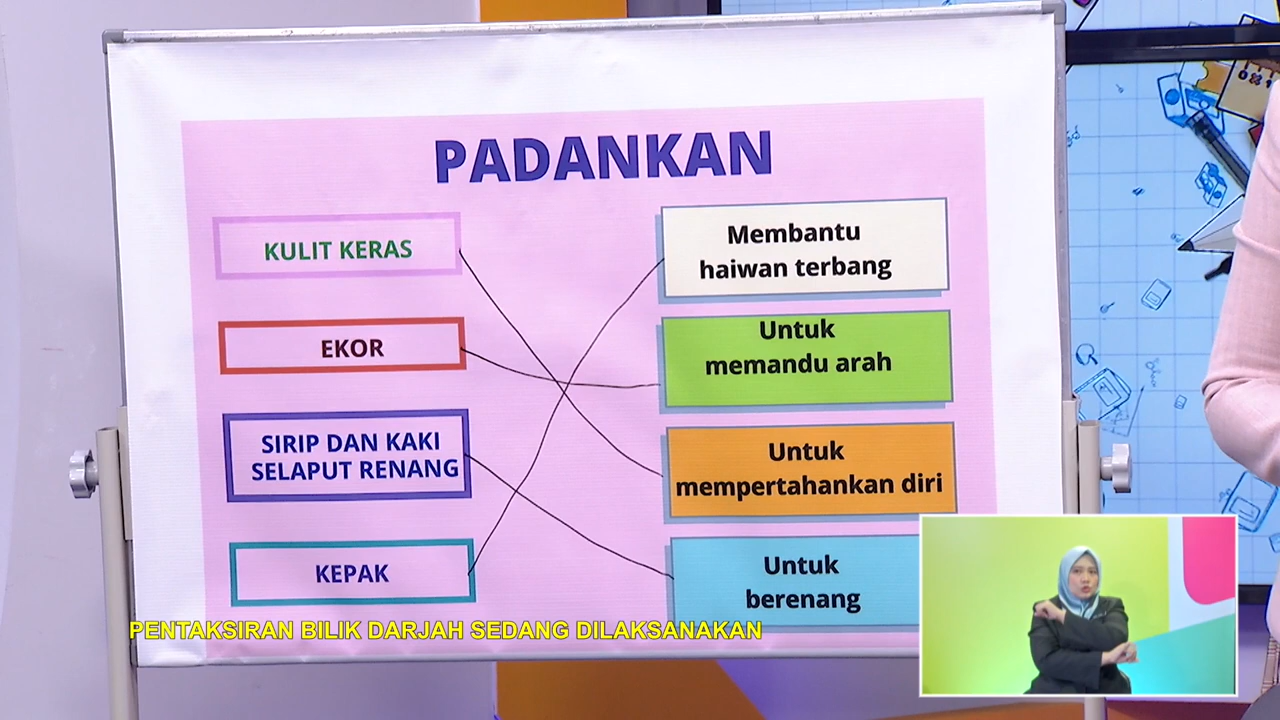 PADANKAN
KULIT KERAS
EKOR
SIRIP DAN KAKI
SELAPUT RENANG
KEPAK
Membantu
haiwan terbang
Untuk
memandu arah
Untuk
mempertahankan diri
Untuk
berenang
PENTAKSIRAN BILIK DARJAH SEDANG DILAKSANAKAN